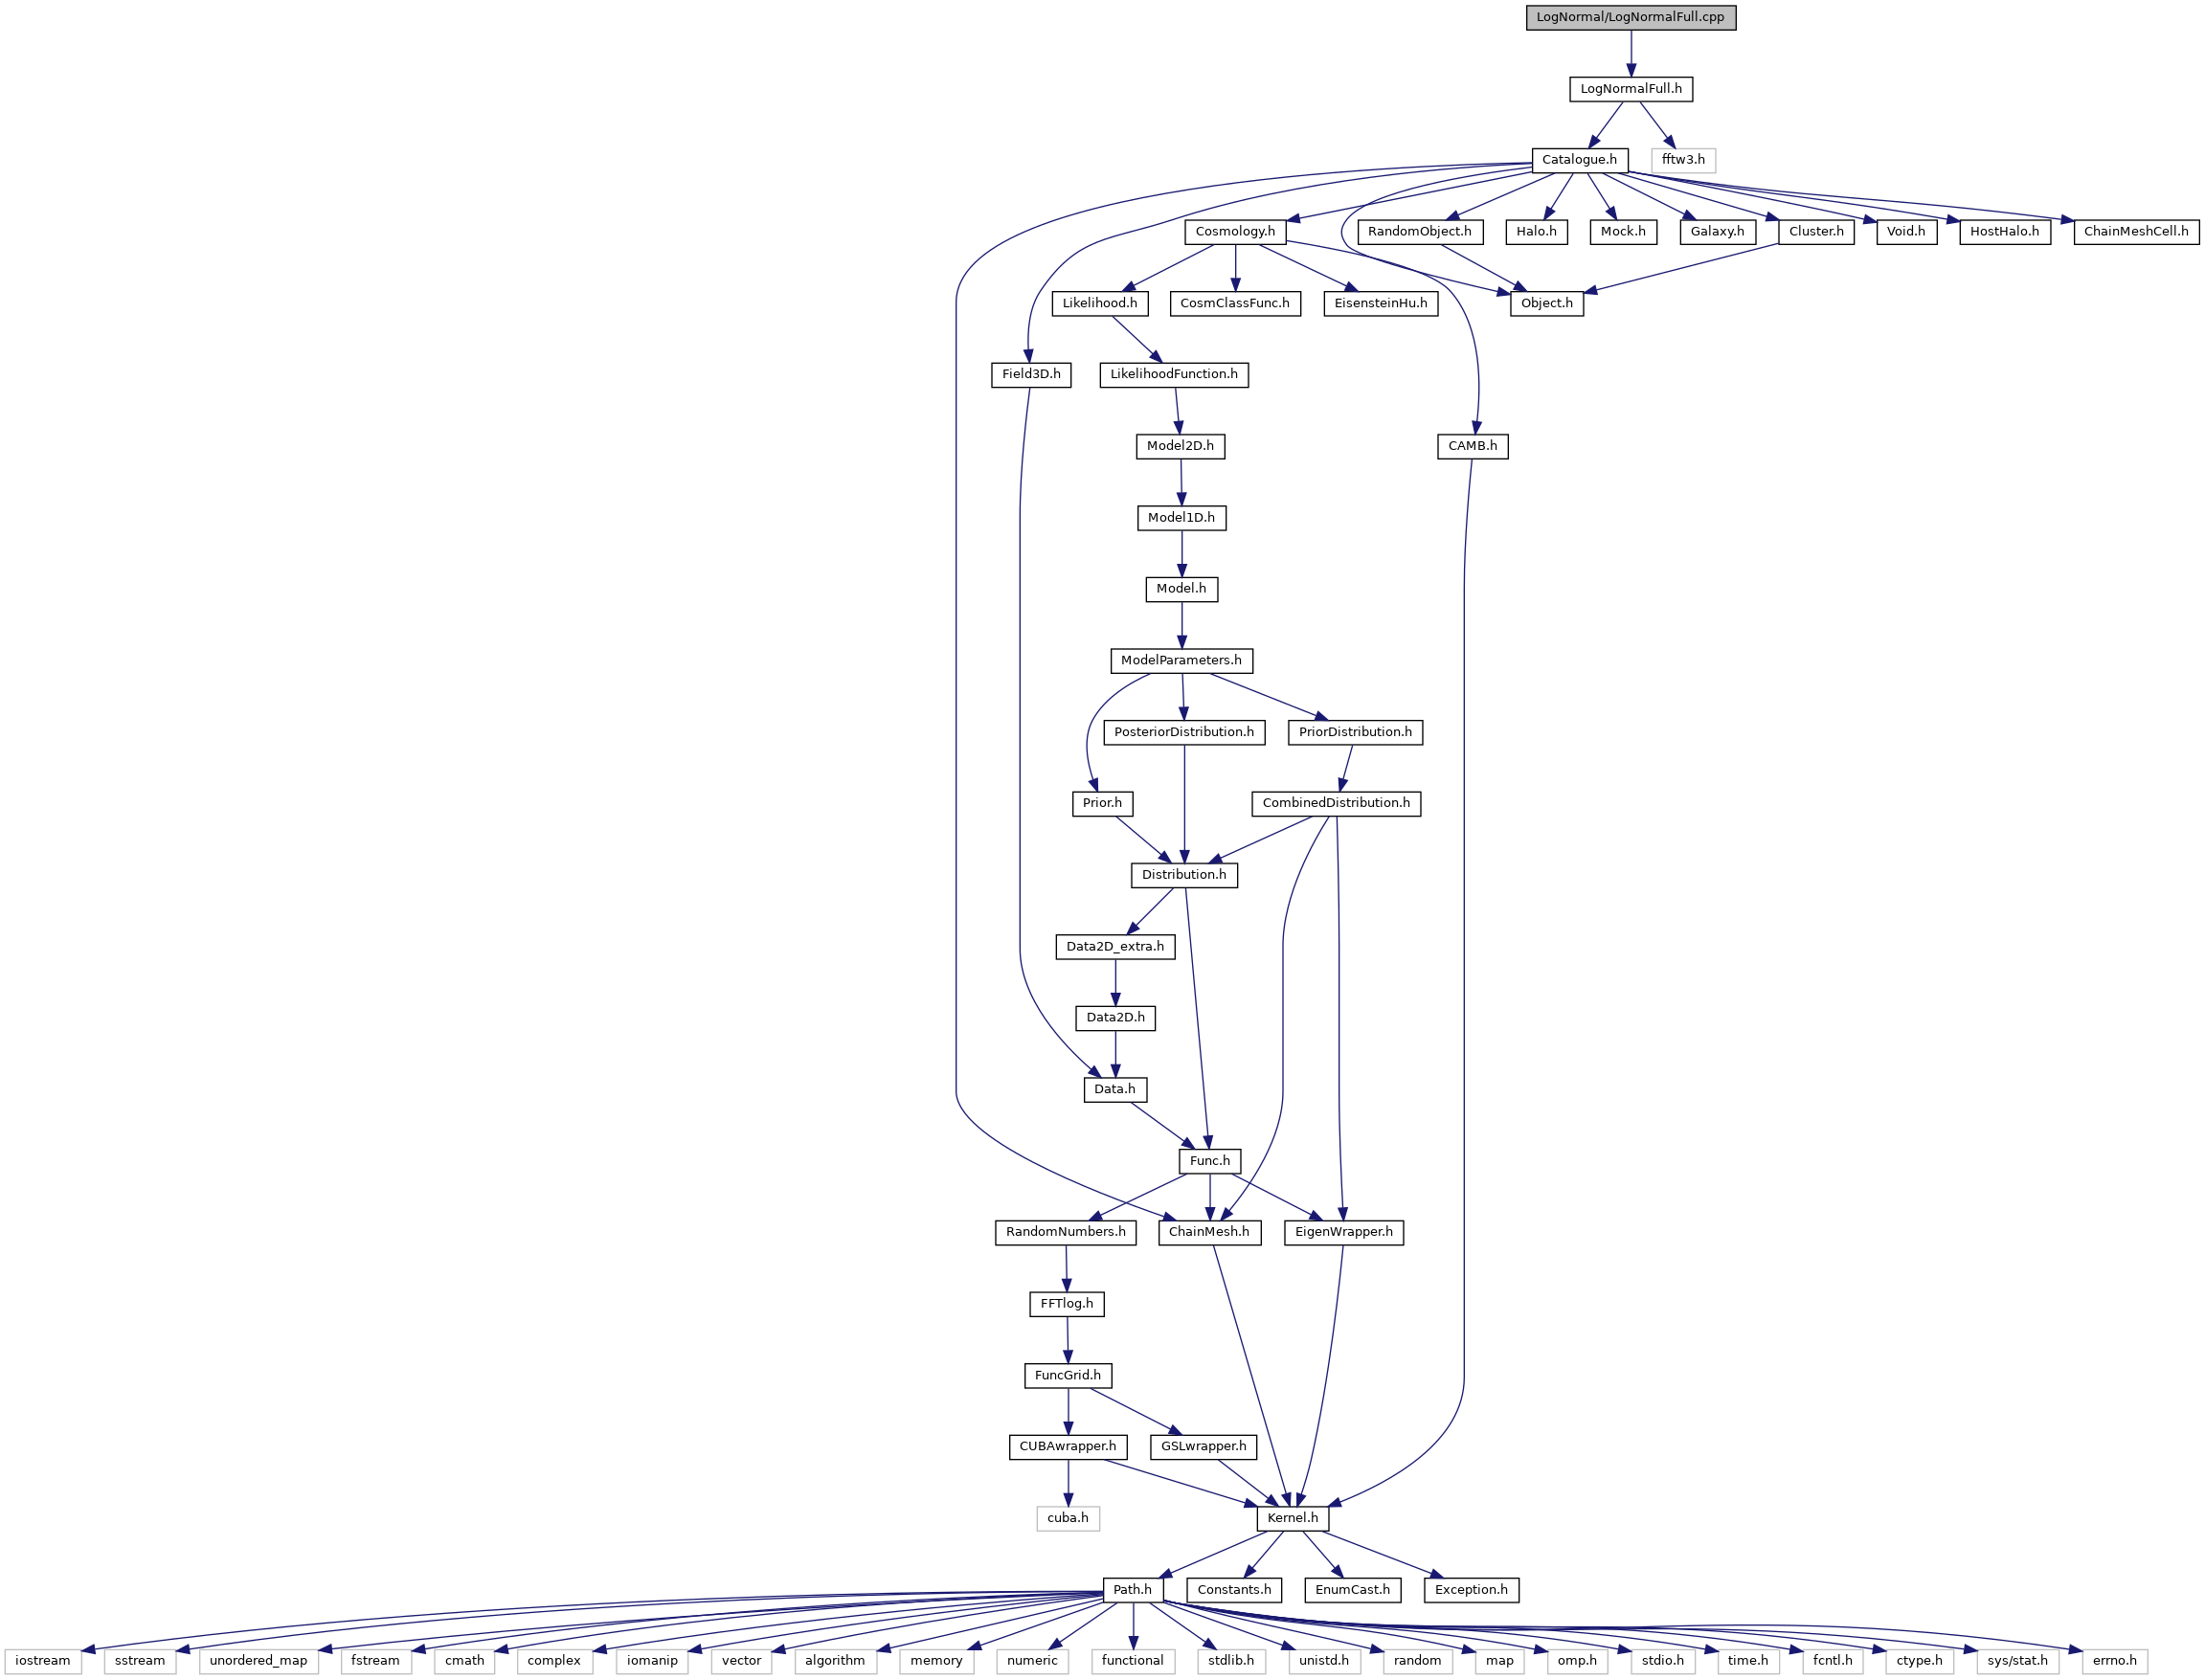 LogNormal/LogNormalFull.cpp
LogNormalFull.h
Catalogue.h
fftw3.h
Cosmology.h
RandomObject.h
Halo.h
Mock.h
Galaxy.h
Cluster.h
Void.h
HostHalo.h
ChainMeshCell.h
Likelihood.h
CosmClassFunc.h
EisensteinHu.h
Object.h
Field3D.h
LikelihoodFunction.h
Model2D.h
CAMB.h
Model1D.h
Model.h
ModelParameters.h
PosteriorDistribution.h
PriorDistribution.h
Prior.h
CombinedDistribution.h
Distribution.h
Data2D_extra.h
Data2D.h
Data.h
Func.h
RandomNumbers.h
ChainMesh.h
EigenWrapper.h
FFTlog.h
FuncGrid.h
CUBAwrapper.h
GSLwrapper.h
cuba.h
Kernel.h
Path.h
Constants.h
EnumCast.h
Exception.h
iostream
sstream
unordered_map
fstream
cmath
complex
iomanip
vector
algorithm
memory
numeric
functional
stdlib.h
unistd.h
random
map
omp.h
stdio.h
time.h
fcntl.h
ctype.h
sys/stat.h
errno.h